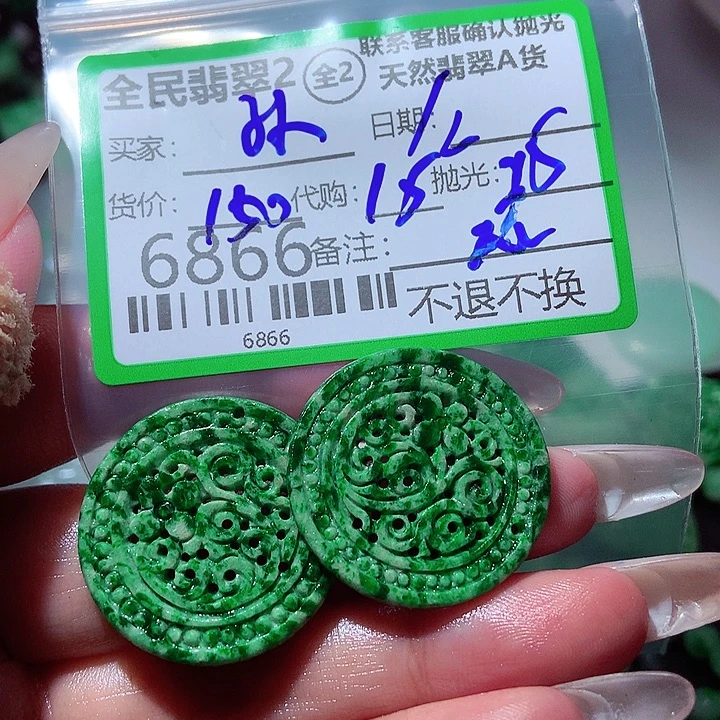 联系客服确认抛光
全民翡翠2 全2 天然翡翠A货
买家: 日期:
货价: 150 代购: 15 抛光:
6866 备注:
不退不换
6866